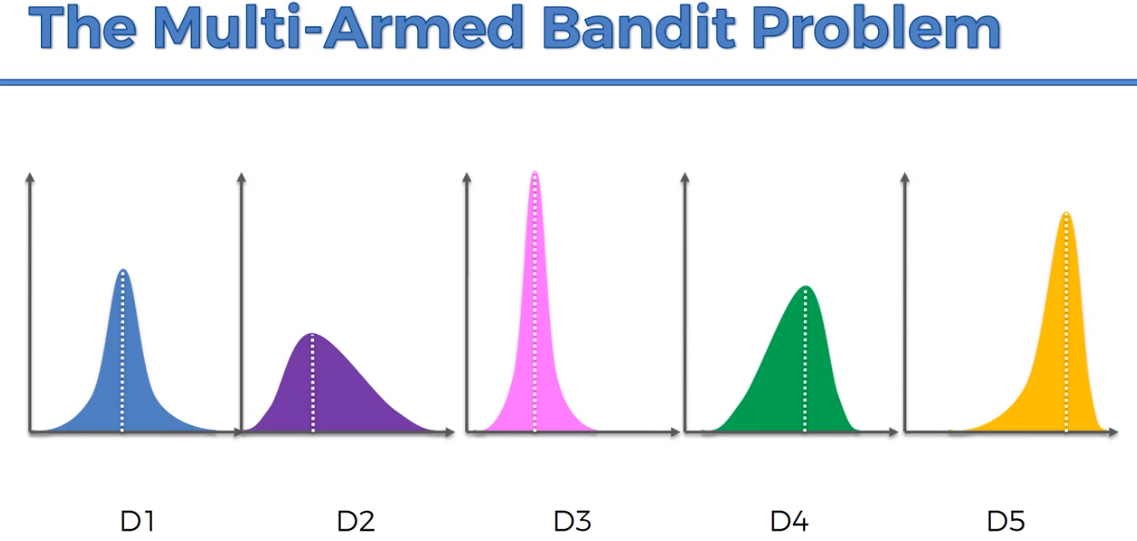 The Multi-Armed Bandit Problem
D1 D2 D3 D4 D5